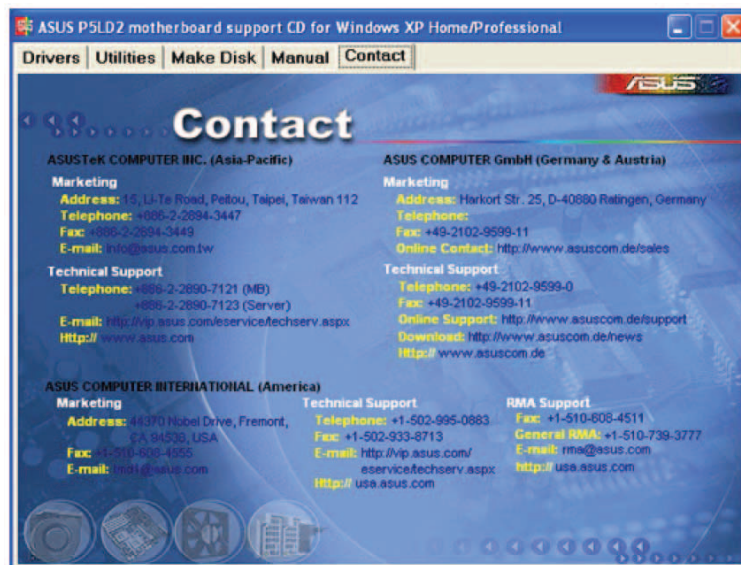 ASUS P5LD2 motherboard support CD for Windows XP Home/Professional
Drivers Utilities Make Disk Manual Contact
ASUS
Contact
ASUSTeK COMPUTER INC. (Asia-Pacific)
Marketing
Address: 15, Li-Te Road, Peitou, Taipei, Taiwan 112
Telephone: +886-2-2894-3447
Fax: +886-2-2894-3449
E-mail: info@asus.com.tw
Technical Support
Telephone: +886-2-2890-7121 (MB)
+886-2-2890-7123 (Server)
E-mail: http://vip.asus.com/eservice/techserv.aspx
Http:// www.asus.com
ASUS COMPUTER GmbH (Germany & Austria)
Marketing
Address: Harkort Str. 25, D-40880 Ratingen, Germany
Telephone:
Fax: +49-2102-9599-11
Online Contact: http://www.asuscom.de/sales
Technical Support
Telephone: +49-2102-9599-0
Fax: +49-2102-9599-11
Online Support: http://www.asuscom.de/support
Download: http://www.asuscom.de/news
Http:// www.asuscom.de
ASUS COMPUTER INTERNATIONAL (America)
Marketing
Address: 44370 Nobel Drive, Fremont,
CA 94538, USA
Fax: +1-510-608-4555
E-mail: tmd1@asus.com
Technical Support
Telephone: +1-502-995-0883
Fax: +1-502-933-8713
E-mail: http://vip.asus.com/
eservice/techserv.aspx
Http:// usa.asus.com
RMA Support
Fax: +1-510-608-4511
General RMA: +1-510-739-3777
E-mail: rma@asus.com
http:// usa.asus.com